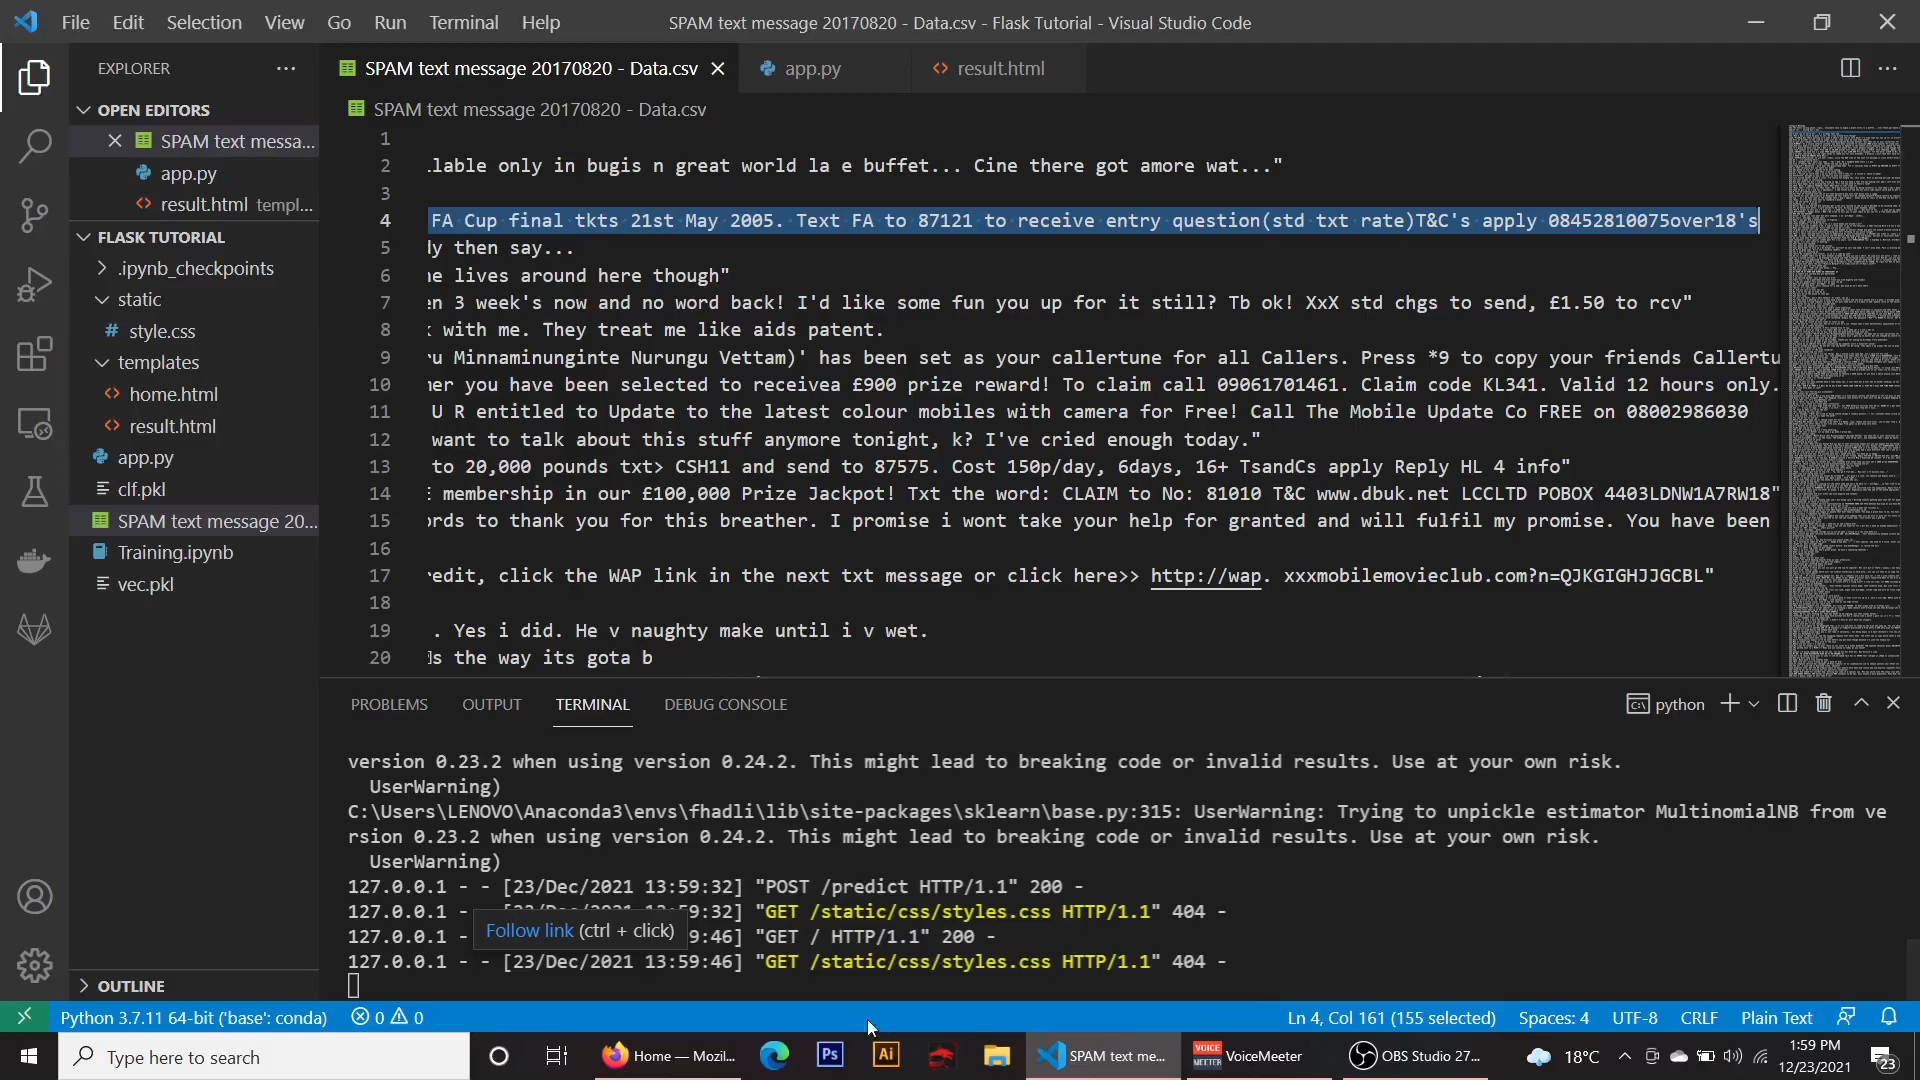 File Edit Selection View Go Run Terminal Help
SPAM text message 20170820 - Data.csv - Flask Tutorial - Visual Studio Code
EXPLORER
OPEN EDITORS
SPAM text messa...
app.py
result.html templ...
FLASK TUTORIAL
.ipynb_checkpoints
static
style.css
templates
home.html
result.html
app.py
clf.pkl
SPAM text message 20...
Training.ipynb
vec.pkl
OUTLINE
SPAM text message 20170820 - Data.csv
app.py
result.html
SPAM text message 20170820 - Data.csv
1
2 lable only in bugis n great world la e buffet... Cine there got amore wat..."
3
4 FA Cup final tkts 21st May 2005. Text FA to 87121 to receive entry question(std txt rate)T&C's apply 08452810075over18's
5 dy then say...
6 he lives around here though"
7 en 3 week's now and no word back! I'd like some fun you up for it still? Tb ok! XxX std chgs to send, £1.50 to rcv"
8 k with me. They treat me like aids patent.
9 ru Minnaminunginte Nurungu Vettam)' has been set as your callertune for all Callers. Press *9 to copy your friends Callertu
10 mer you have been selected to receivea £900 prize reward! To claim call 09061701461. Claim code KL341. Valid 12 hours only.
11 U R entitled to Update to the latest colour mobiles with camera for Free! Call The Mobile Update Co FREE on 08002986030
12 want to talk about this stuff anymore tonight, k? I've cried enough today."
13 to 20,000 pounds txt> CSH11 and send to 87575. Cost 150p/day, 6days, 16+ TsandCs apply Reply HL 4 info"
14 E membership in our £100,000 Prize Jackpot! Txt the word: CLAIM to No: 81010 T&C www.dbuk.net LCCLTD POBOX 4403LDNW1A7RW18"
15 ords to thank you for this breather. I promise i wont take your help for granted and will fulfil my promise. You have been
16
17 redit, click the WAP link in the next txt message or click here>> http://wap. xxxmobilemovieclub.com?n=QJKGIGHJJGCBL"
18
19 . Yes i did. He v naughty make until i v wet.
20 s the way its gota b
PROBLEMS OUTPUT TERMINAL DEBUG CONSOLE
python
version 0.23.2 when using version 0.24.2. This might lead to breaking code or invalid results. Use at your own risk.
UserWarning)
C:\Users\LENOVO\Anaconda3\envs\fhadli\lib\site-packages\sklearn\base.py:315: UserWarning: Trying to unpickle estimator MultinomialNB from ve
rsion 0.23.2 when using version 0.24.2. This might lead to breaking code or invalid results. Use at your own risk.
UserWarning)
127.0.0.1 - - [23/Dec/2021 13:59:32] "POST /predict HTTP/1.1" 200 -
127.0.0.1 - :59:32] "GET /static/css/styles.css HTTP/1.1" 404 -
Follow link (ctrl + click)
127.0.0.1 - 9:46] "GET / HTTP/1.1" 200 -
127.0.0.1 - - [23/Dec/2021 13:59:46] "GET /static/css/styles.css HTTP/1.1" 404 -
Python 3.7.11 64-bit ('base': conda) 0 0
Ln 4, Col 161 (155 selected) Spaces: 4 UTF-8 CRLF Plain Text
Type here to search
Home — Mozil...
Ps
Ai
SPAM text me...
VOICE MEETER
VoiceMeeter
OBS Studio 27...
18°C
1:59 PM
12/23/2021
23